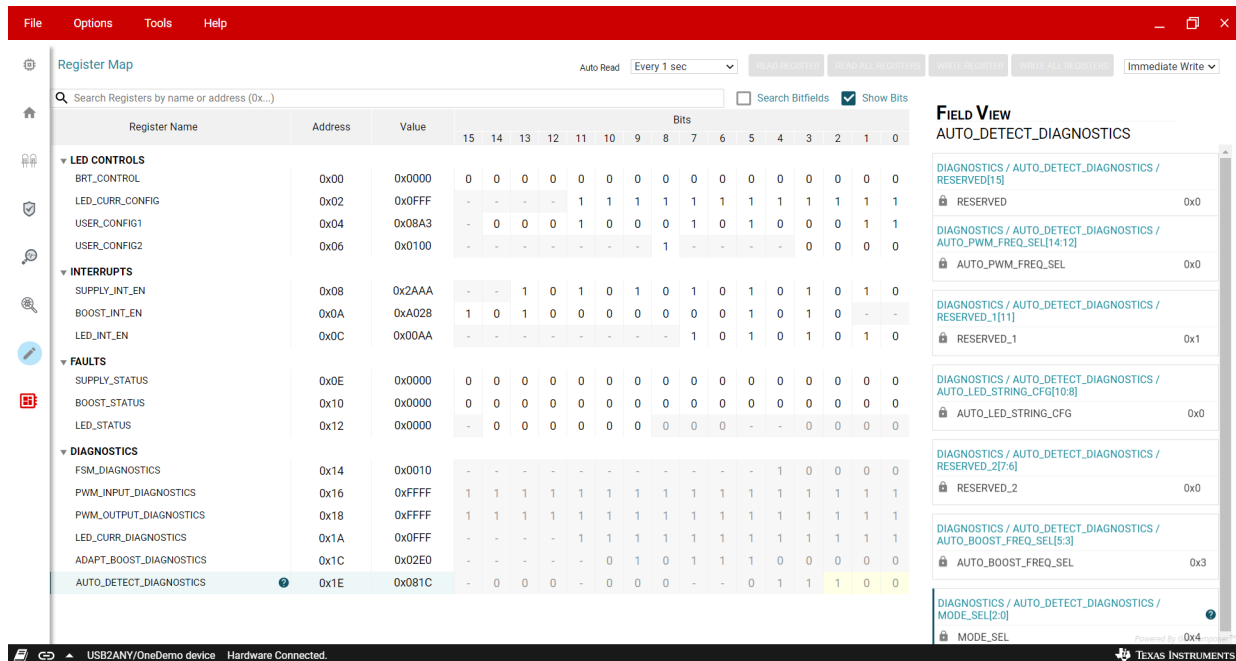 File Options Tools Help
Register Map
Auto Read Every 1 sec READ REGISTER READ ALL REGISTERS WRITE REGISTER WRITE ALL REGISTERS Immediate Write
Search Registers by name or address (0x...) Search Bitfields Show Bits
Register Name Address Value Bits
15 14 13 12 11 10 9 8 7 6 5 4 3 2 1 0
LED CONTROLS
BRT_CONTROL 0x00 0x0000 0 0 0 0 0 0 0 0 0 0 0 0 0 0 0 0
LED_CURR_CONFIG 0x02 0x0FFF - - - - 1 1 1 1 1 1 1 1 1 1 1 1
USER_CONFIG1 0x04 0x08A3 - 0 0 0 1 0 0 0 1 0 1 0 0 0 1 1
USER_CONFIG2 0x06 0x0100 - - - - - - - 1 - - - - 0 0 0 0
INTERRUPTS
SUPPLY_INT_EN 0x08 0x2AAA - - 1 0 1 0 1 0 1 0 1 0 1 0 1 0
BOOST_INT_EN 0x0A 0xA028 1 0 1 0 0 0 0 0 0 0 1 0 1 0 - -
LED_INT_EN 0x0C 0x00AA - - - - - - - - 1 0 1 0 1 0 1 0
FAULTS
SUPPLY_STATUS 0x0E 0x0000 0 0 0 0 0 0 0 0 0 0 0 0 0 0 0 0
BOOST_STATUS 0x10 0x0000 0 0 0 0 0 0 0 0 0 0 0 0 0 0 0 0
LED_STATUS 0x12 0x0000 - 0 0 0 0 0 0 0 0 0 - - 0 0 0 0
DIAGNOSTICS
FSM_DIAGNOSTICS 0x14 0x0010 - - - - - - - - - - - 1 0 0 0 0
PWM_INPUT_DIAGNOSTICS 0x16 0xFFFF 1 1 1 1 1 1 1 1 1 1 1 1 1 1 1 1
PWM_OUTPUT_DIAGNOSTICS 0x18 0xFFFF 1 1 1 1 1 1 1 1 1 1 1 1 1 1 1 1
LED_CURR_DIAGNOSTICS 0x1A 0x0FFF - - - - 1 1 1 1 1 1 1 1 1 1 1 1
ADAPT_BOOST_DIAGNOSTICS 0x1C 0x02E0 - - - - - 0 1 0 1 1 1 0 0 0 0 0
AUTO_DETECT_DIAGNOSTICS 0x1E 0x081C - 0 0 0 - 0 0 0 - - 0 1 1 1 0 0
FIELD VIEW
AUTO_DETECT_DIAGNOSTICS
DIAGNOSTICS / AUTO_DETECT_DIAGNOSTICS /
RESERVED[15]
RESERVED 0x0
DIAGNOSTICS / AUTO_DETECT_DIAGNOSTICS /
AUTO_PWM_FREQ_SEL[14:12]
AUTO_PWM_FREQ_SEL 0x0
DIAGNOSTICS / AUTO_DETECT_DIAGNOSTICS /
RESERVED_1[11]
RESERVED_1 0x1
DIAGNOSTICS / AUTO_DETECT_DIAGNOSTICS /
AUTO_LED_STRING_CFG[10:8]
AUTO_LED_STRING_CFG 0x0
DIAGNOSTICS / AUTO_DETECT_DIAGNOSTICS /
RESERVED_2[7:6]
RESERVED_2 0x0
DIAGNOSTICS / AUTO_DETECT_DIAGNOSTICS /
AUTO_BOOST_FREQ_SEL[5:3]
AUTO_BOOST_FREQ_SEL 0x3
DIAGNOSTICS / AUTO_DETECT_DIAGNOSTICS /
MODE_SEL[2:0]
MODE_SEL 0x4
Powered By
USB2ANY/OneDemo device Hardware Connected. TEXAS INSTRUMENTS